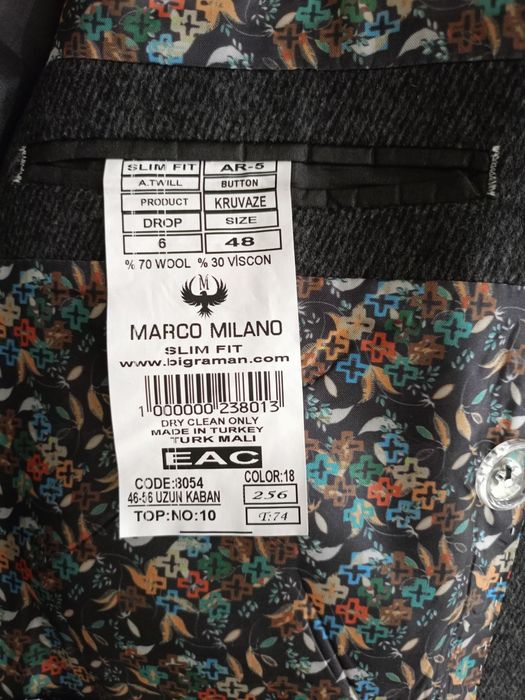 SLIM FIT AR-5
A.TWILL BUTTON
PRODUCT KRUVAZE
DROP SIZE
6 48
% 70 WOOL % 30 VİSCON
M
MARCO MILANO
SLIM FIT
www.bigraman.com
1 000000 238013
DRY CLEAN ONLY
MADE IN TURKEY
TURK MALI
EAC
CODE:8054 COLOR:18
46-56 UZUN KABAN 256
TOP:NO:10 T:74